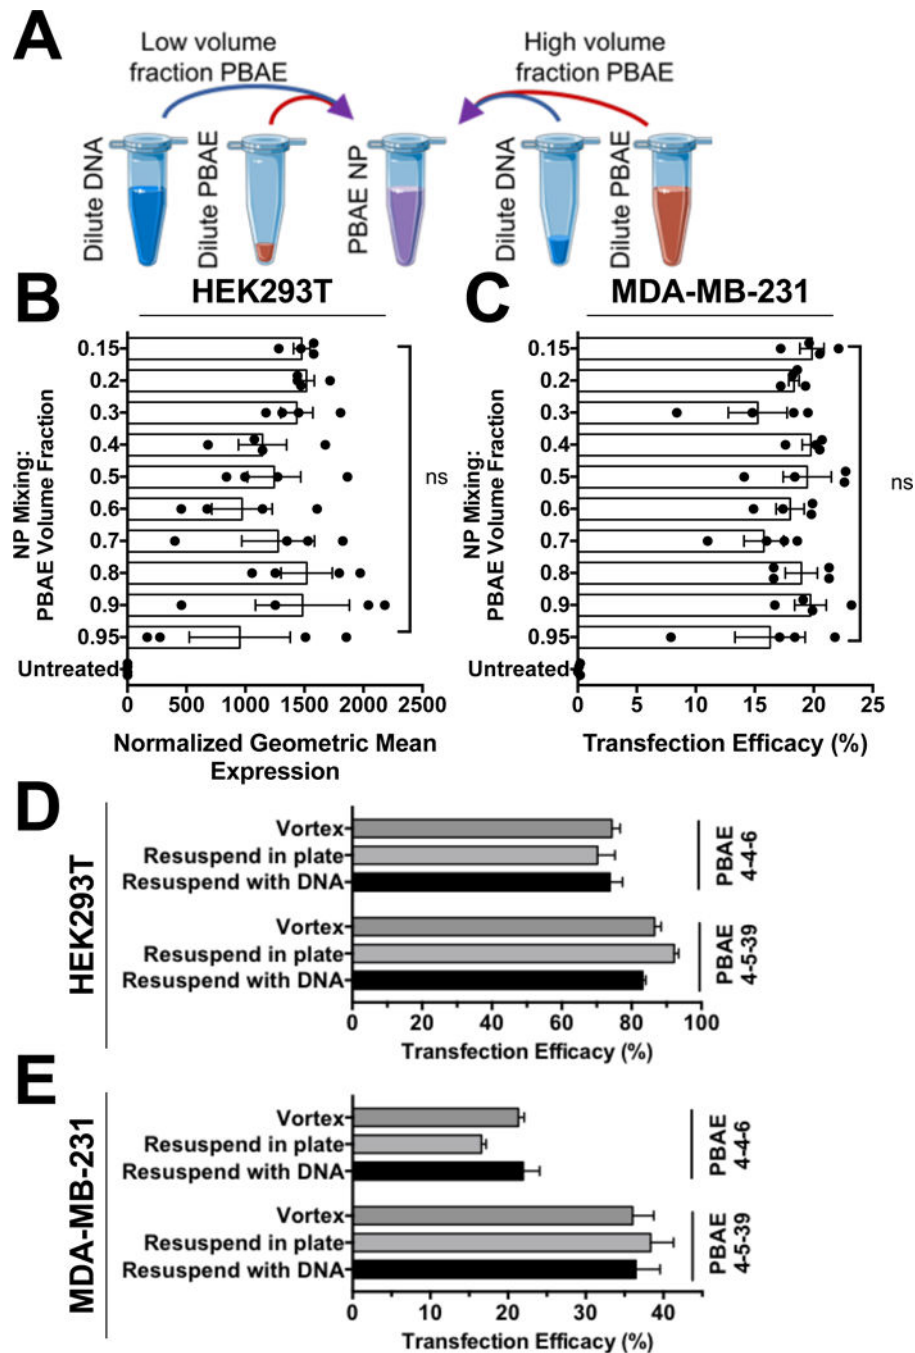 A
Low volume
fraction PBAE
High volume
fraction PBAE
Dilute DNA
Dilute PBAE
PBAE NP
Dilute DNA
Dilute PBAE
B
HEK293T
NP Mixing:
PBAE Volume Fraction
0.15
0.2
0.3
0.4
0.5
0.6
0.7
0.8
0.9
0.95
Untreated
ns
0 500 1000 1500 2000 2500
Normalized Geometric Mean
Expression
C
MDA-MB-231
NP Mixing:
PBAE Volume Fraction
0.15
0.2
0.3
0.4
0.5
0.6
0.7
0.8
0.9
0.95
ns
0 5 10 15 20 25
Transfection Efficacy (%)
D
HEK293T
Vortex
Resuspend in plate
Resuspend with DNA
PBAE
4-4-6
Vortex
Resuspend in plate
Resuspend with DNA
PBAE
4-5-39
0 20 40 60 80 100
Transfection Efficacy (%)
E
MDA-MB-231
Vortex
Resuspend in plate
Resuspend with DNA
PBAE
4-4-6
Vortex
Resuspend in plate
Resuspend with DNA
PBAE
4-5-39
0 20 30 40
Transfection Efficacy (%)